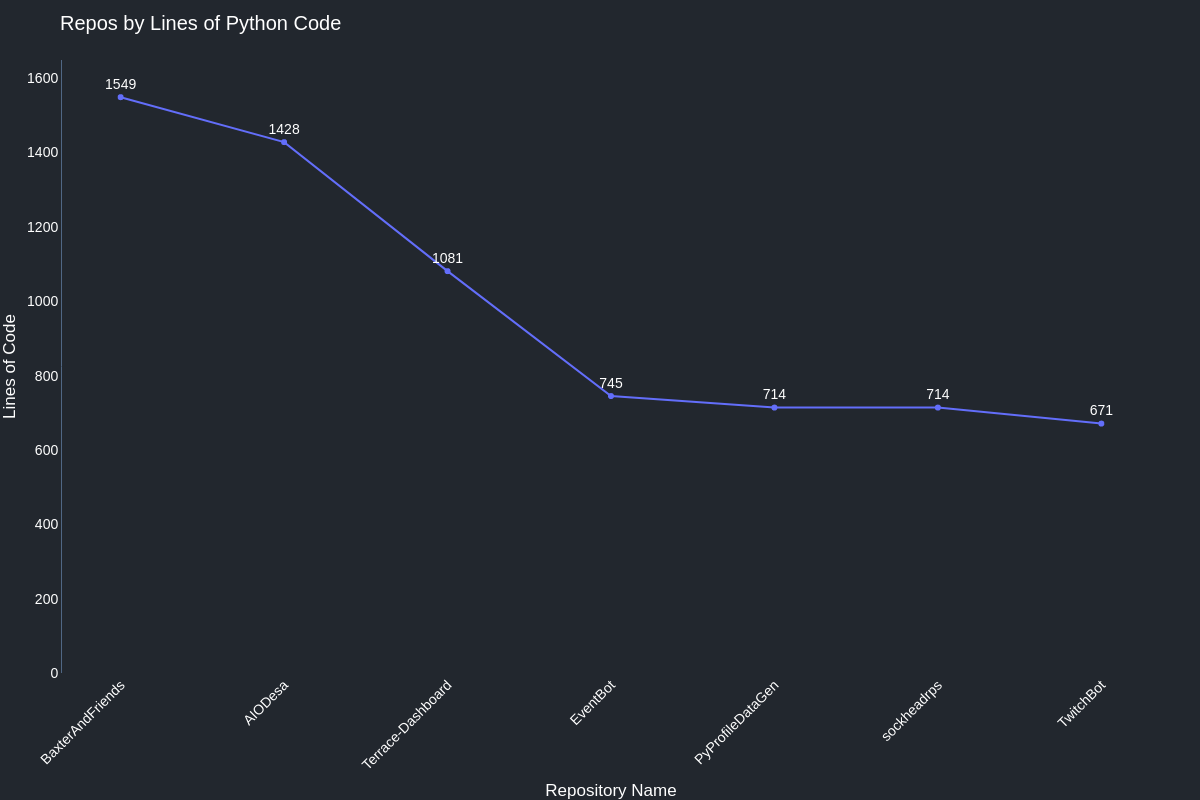 Repos by Lines of Python Code
1600
1400
1200
1000
800
600
400
200
0
Lines of Code
1549
1428
1081
745
714
714
671
BaxterAndFriends
AIODesa
Terrace-Dashboard
EventBot
PyProfileDataGen
sockheadrps
TwitchBot
Repository Name